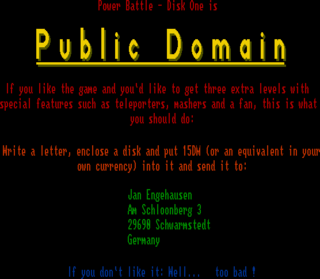 Power Battle - Disk One is
Public Domain
If you like the game and you'd like to get three extra levels with
special features such as teleporters, mashers and a fan, this is what
you should do:
Write a letter, enclose a disk and put 15DM (or an equivalent in your
own currency) into it and send it to:
Jan Engehausen
Am Schloonberg 3
29690 Schwarmstedt
Germany
If you don't like it: Well... too bad !